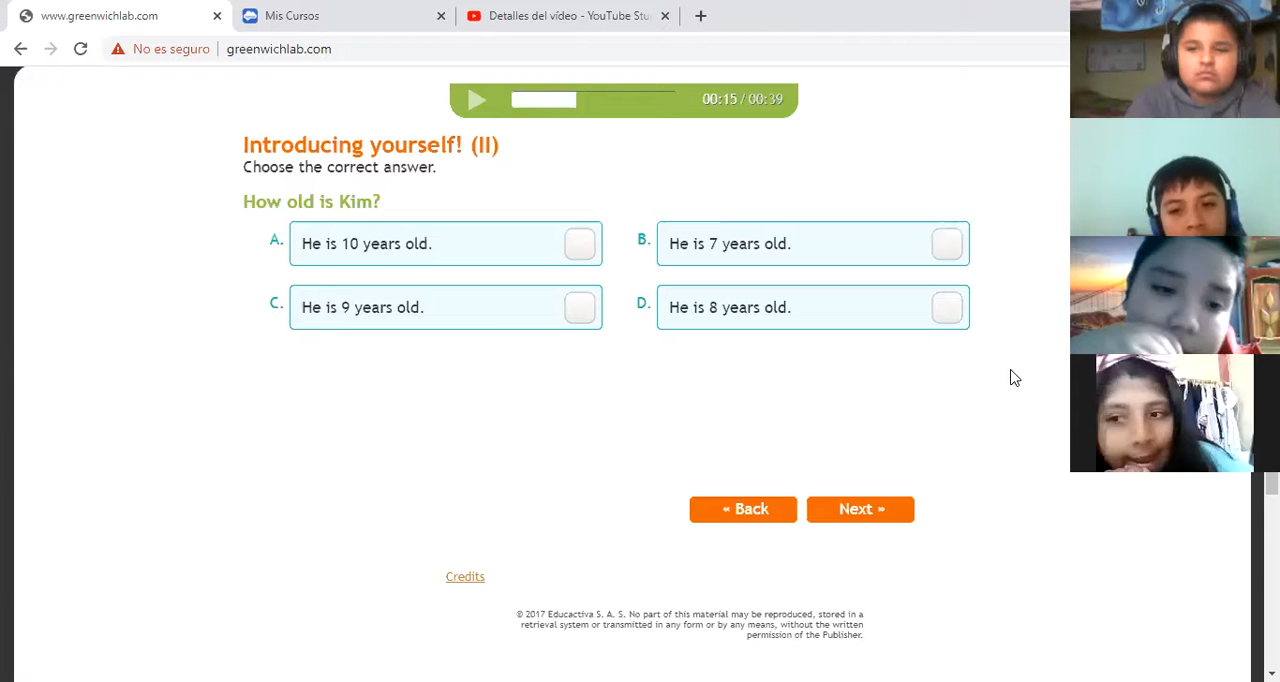 www.greenwichlab.com
Mis Cursos
Detalles del vídeo - YouTube Stu
No es seguro
greenwichlab.com
00:15 / 00:39
Introducing yourself! (II)
Choose the correct answer.
How old is Kim?
A. He is 10 years old.
B. He is 7 years old.
C. He is 9 years old.
D. He is 8 years old.
« Back
Next »
Credits
© 2017 Educactiva S. A. S. No part of this material may be reproduced, stored in a
retrieval system or transmitted in any form or by any means, without the written
permission of the Publisher.